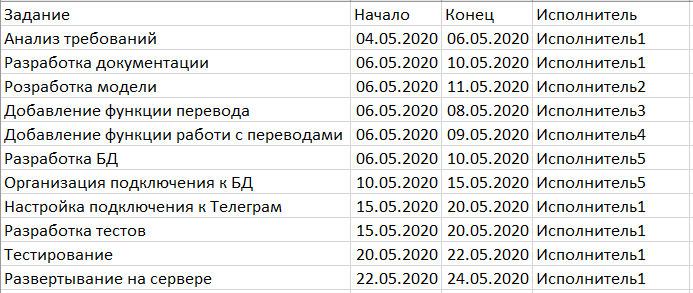 Задание Начало Конец Исполнитель
Анализ требований 04.05.2020 06.05.2020 Исполнитель1
Разработка документации 06.05.2020 10.05.2020 Исполнитель1
Розработка модели 06.05.2020 11.05.2020 Исполнитель2
Добавление функции перевода 06.05.2020 08.05.2020 Исполнитель3
Добавление функции работи с переводами 06.05.2020 09.05.2020 Исполнитель4
Разработка БД 06.05.2020 10.05.2020 Исполнитель5
Организация подключения к БД 10.05.2020 15.05.2020 Исполнитель5
Настройка подключения к Телеграм 15.05.2020 20.05.2020 Исполнитель1
Разработка тестов 15.05.2020 20.05.2020 Исполнитель1
Тестирование 20.05.2020 22.05.2020 Исполнитель1
Развертывание на сервере 22.05.2020 24.05.2020 Исполнитель1